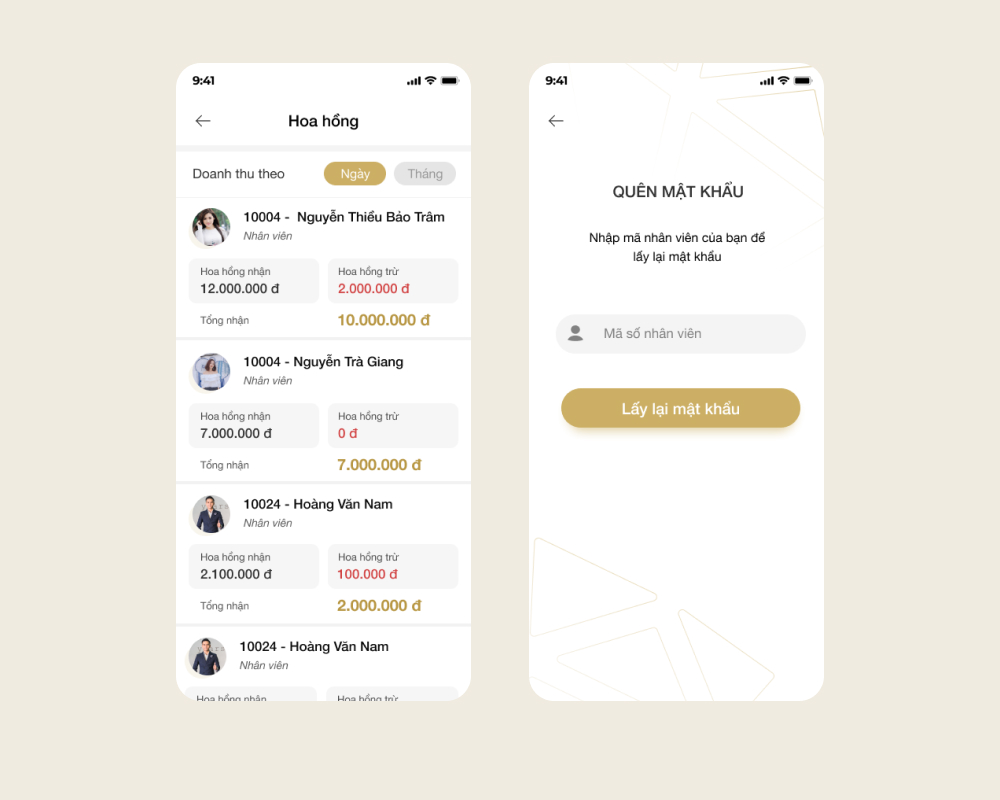 9:41
Hoa hồng
Doanh thu theo
Ngày
Tháng
10004 - Nguyễn Thiều Bảo Trâm
Nhân viên
Hoa hồng nhận
Hoa hồng trừ
12.000.000 đ
2.000.000 đ
Tổng nhận
10.000.000 đ
10004 - Nguyễn Trà Giang
Nhân viên
Hoa hồng nhận
Hoa hồng trừ
7.000.000 đ
0 đ
Tổng nhận
7.000.000 đ
10024 - Hoàng Văn Nam
Nhân viên
Hoa hồng nhận
Hoa hồng trừ
2.100.000 đ
100.000 đ
Tổng nhận
2.000.000 đ
10024 - Hoàng Văn Nam
Nhân viên
Hoa hồng nhận
Hoa hồng trừ
9:41
QUÊN MẬT KHẨU
Nhập mã nhân viên của bạn để
lấy lại mật khẩu
Mã số nhân viên
Lấy lại mật khẩu